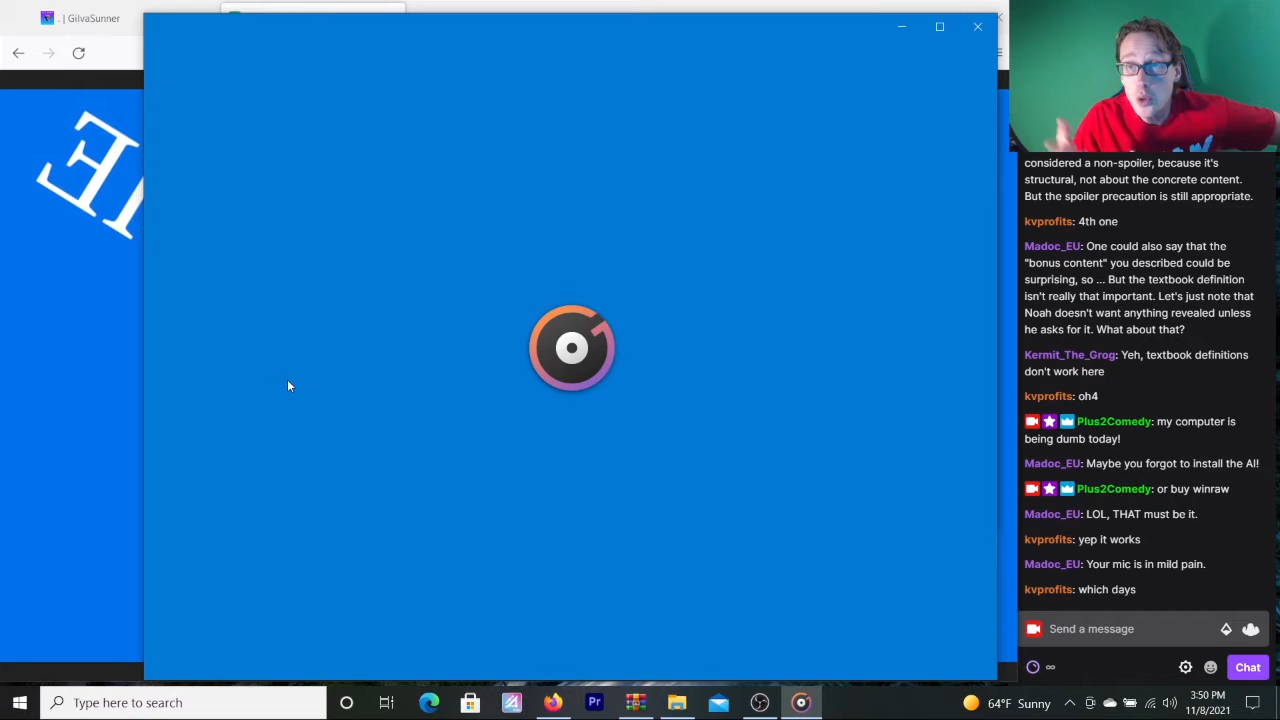 . | GilvaSunner
E
considered a non-spoiler, because it's
structural, not about the concrete content.
But the spoiler precaution is still appropriate.
kvprofits: 4th one
Madoc_EU: One could also say that the
"bonus content" you described could be
surprising, so ... But the textbook definition
isn't really that important. Let's just note that
Noah doesn't want anything revealed unless
he asks for it. What about that?
Kermit_The_Grog: Yeh, textbook definitions
don't work here
kvprofits: oh4
Plus2Comedy: my computer is
being dumb today!
Madoc_EU: Maybe you forgot to install the AI!
Plus2Comedy: or buy winraw
Madoc_EU: LOL, THAT must be it.
kvprofits: yep it works
Madoc_EU: Your mic is in mild pain.
kvprofits: which days
Send a message
Chat
Type here to search
Pr
64°F Sunny
3:50 PM
11/8/2021